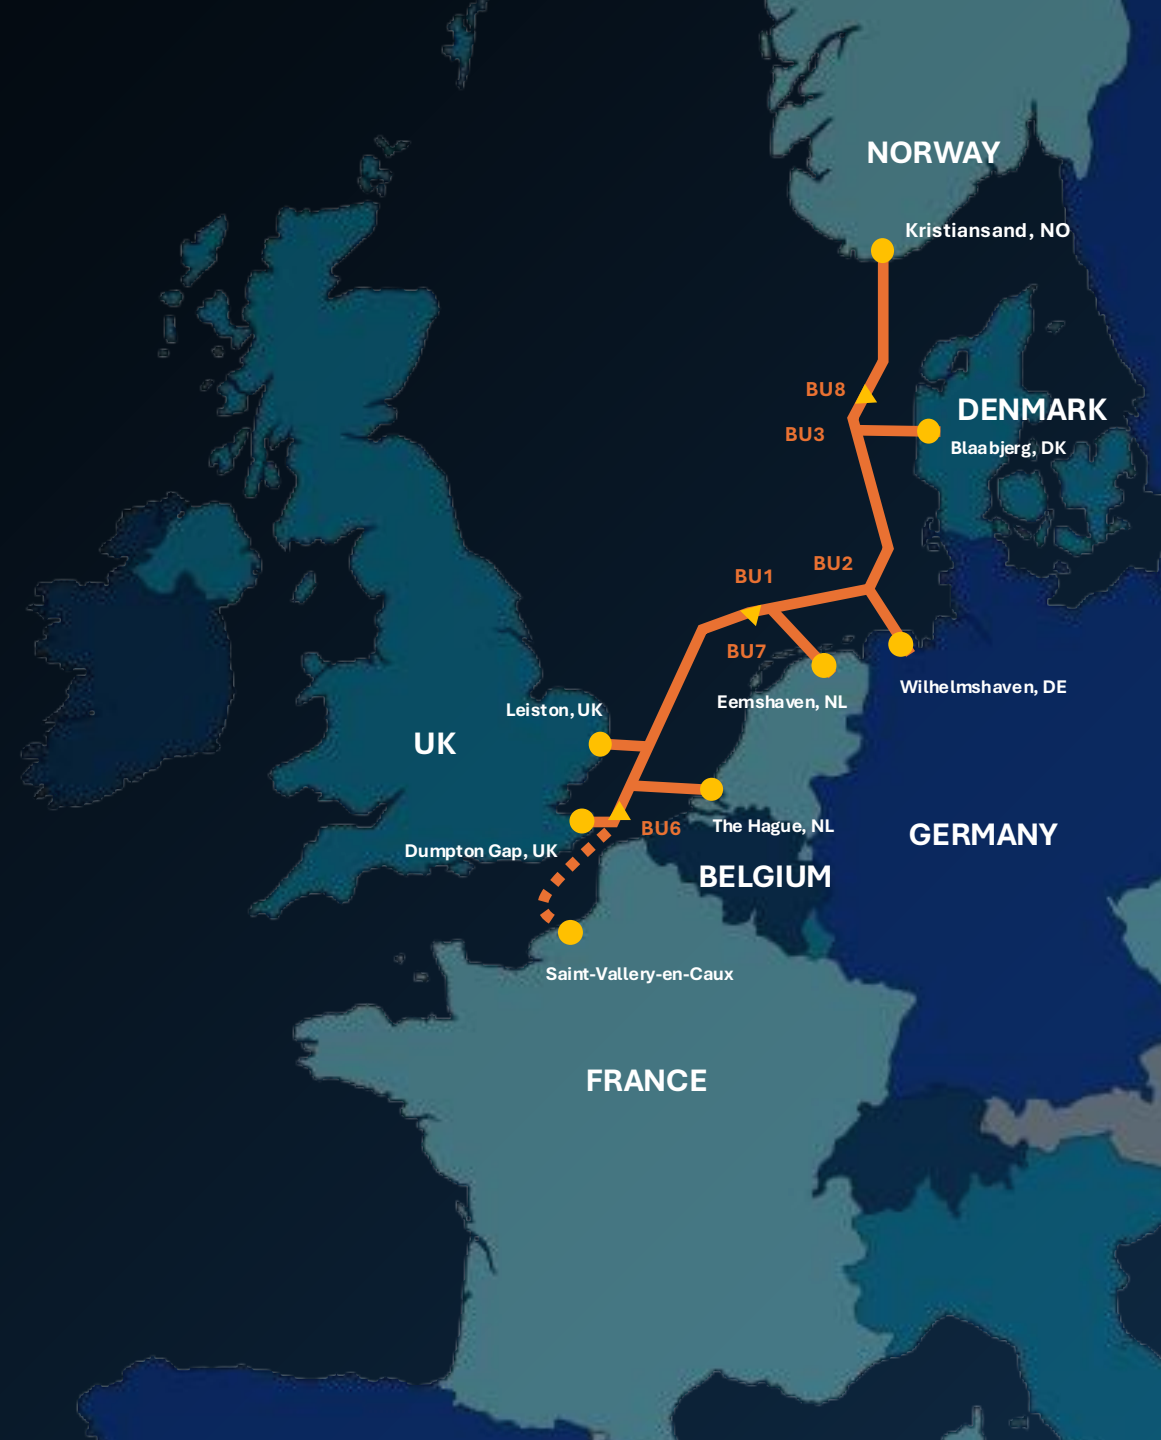 NORWAY
Kristiansand, NO
BU8
DENMARK
BU3
Blaabjerg, DK
BU2
BU1
BU7
Wilhelmshaven, DE
Eemshaven, NL
Leiston, UK
UK
The Hague, NL
BU6
GERMANY
Dumpton Gap, UK
BELGIUM
Saint-Vallery-en-Caux
FRANCE